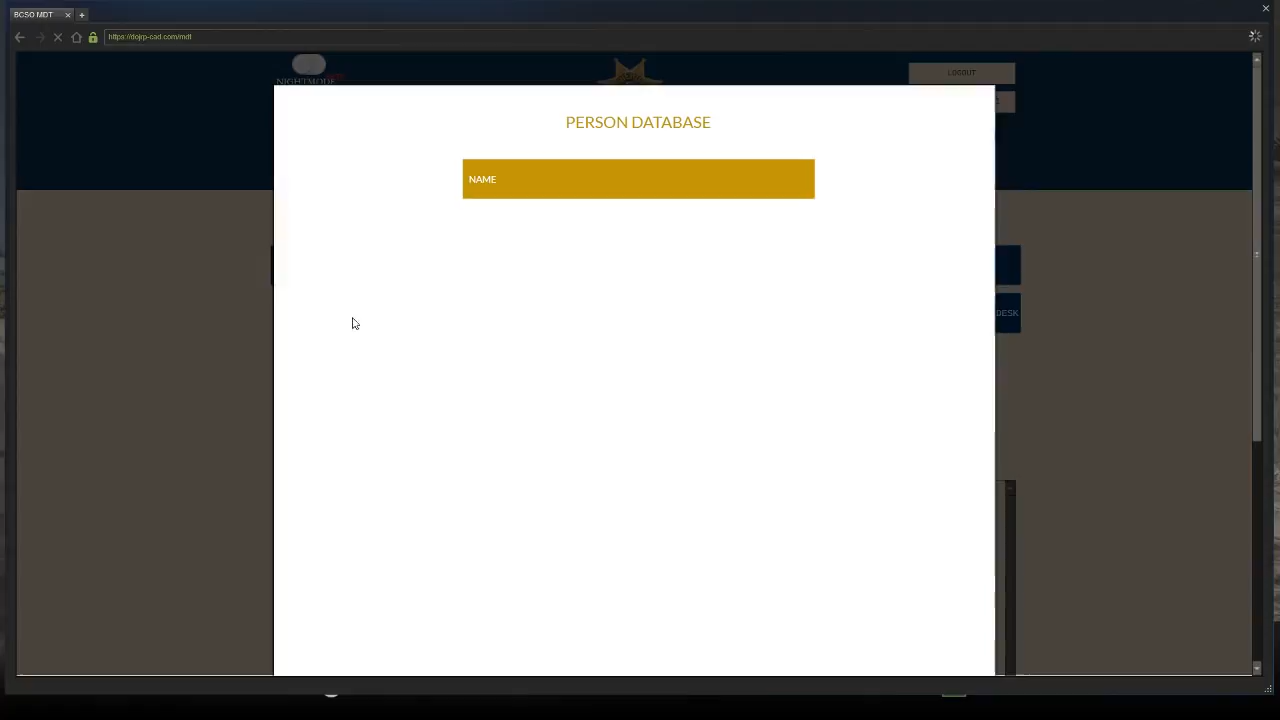 BCSO MDT
https://dojrp-cad.com/mdt
NIGHTMODE
LOGOUT
PERSON DATABASE
NAME
DESK